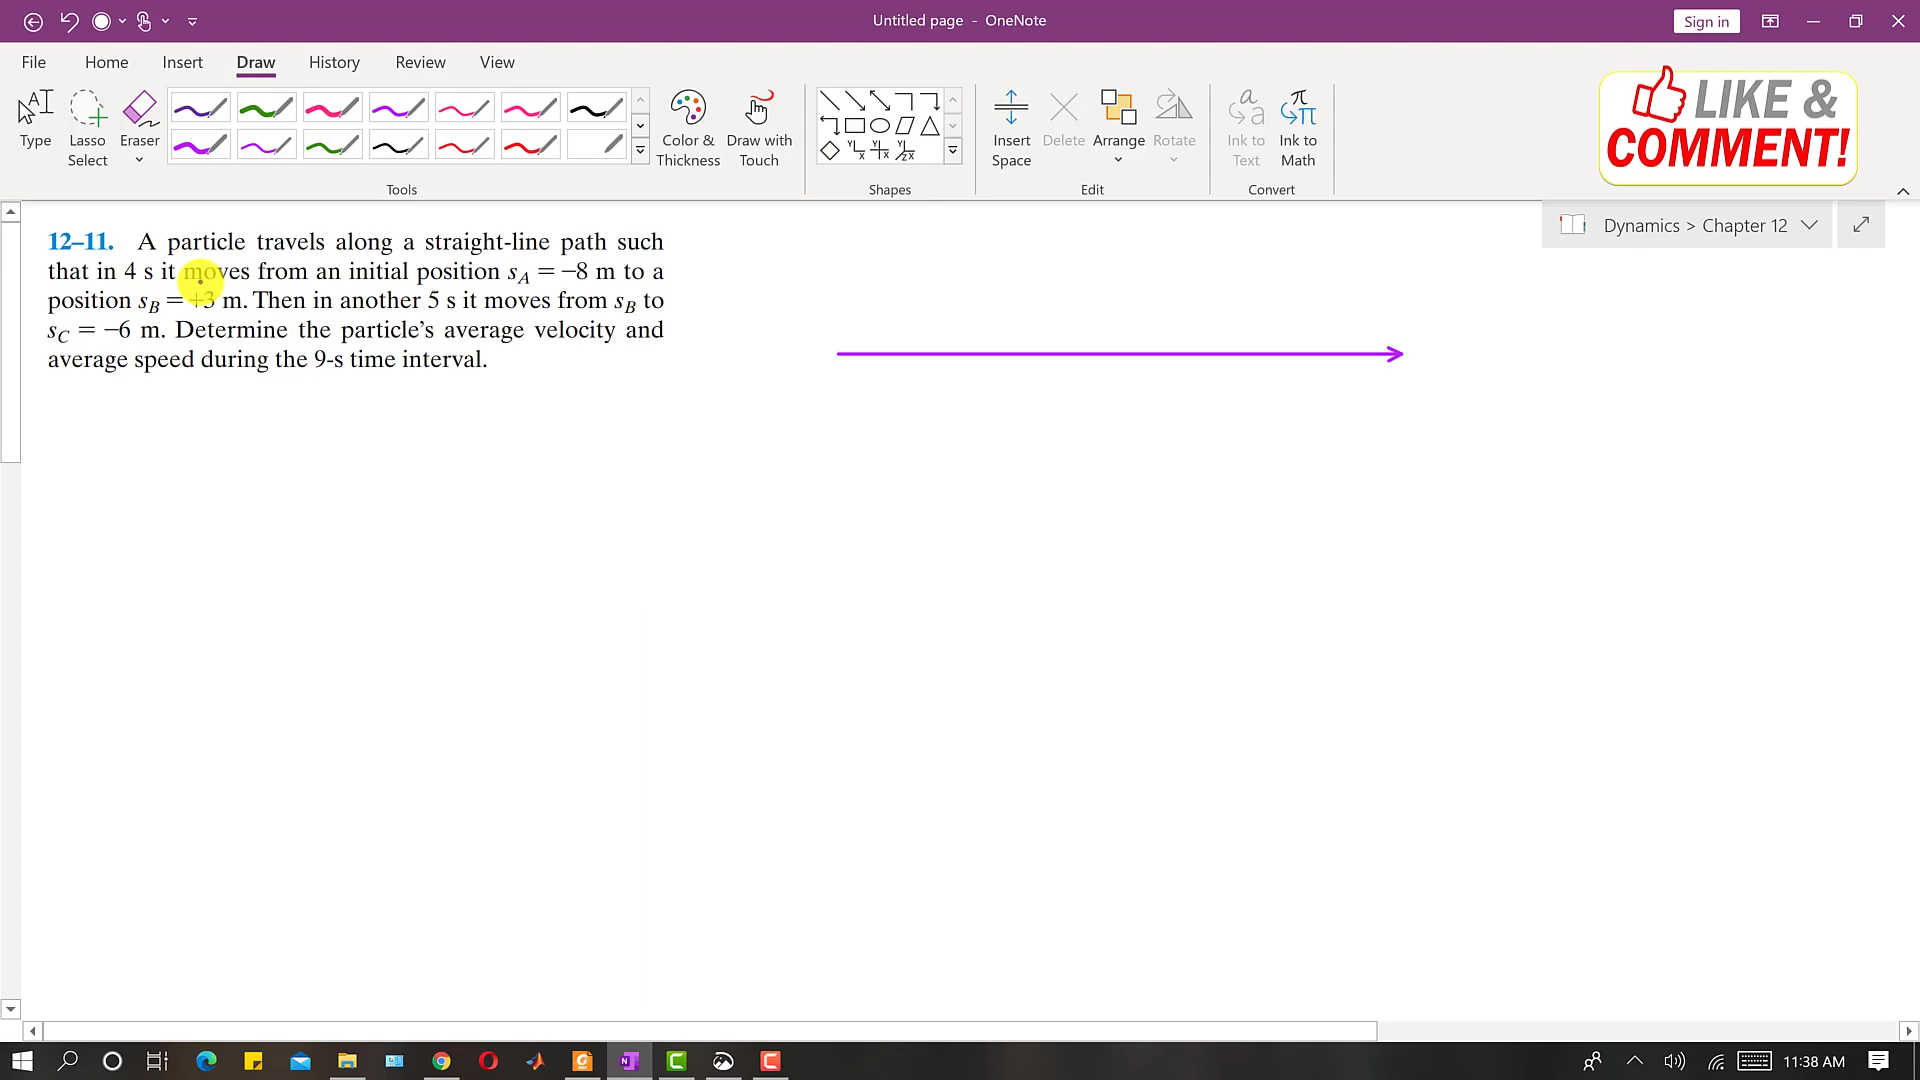 Untitled page - OneNote
Sign in
File Home Insert Draw History Review View
LIKE &
COMMENT!
Type
Lasso
Select
Eraser
Color &
Thickness
Draw with
Touch
Insert
Space
Delete
Arrange
Rotate
Ink to
Text
Ink to
Math
Tools
Shapes
Edit
Convert
Dynamics > Chapter 12
12–11. A particle travels along a straight-line path such
that in 4 s it moves from an initial position sA = −8 m to a
position sB = +3 m. Then in another 5 s it moves from sB to
sC = −6 m. Determine the particle's average velocity and
average speed during the 9-s time interval.
11:38 AM